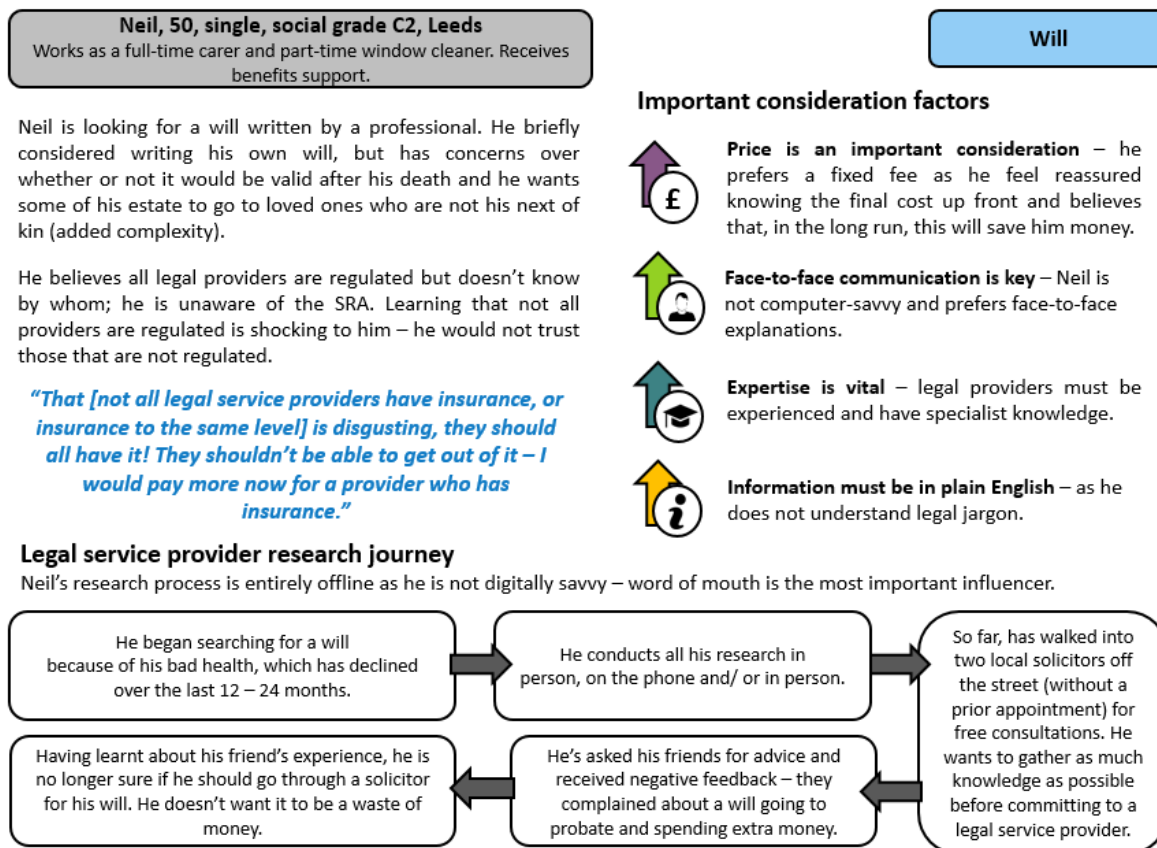 Neil, 50, single, social grade C2, Leeds
Works as a full-time carer and part-time window cleaner. Receives
benefits support.
Will
Neil is looking for a will written by a professional. He briefly
considered writing his own will, but has concerns over
whether or not it would be valid after his death and he wants
some of his estate to go to loved ones who are not his next of
kin (added complexity).
He believes all legal providers are regulated but doesn’t know
by whom; he is unaware of the SRA. Learning that not all
providers are regulated is shocking to him – he would not trust
those that are not regulated.
“That [not all legal service providers have insurance, or
insurance to the same level] is disgusting, they should
all have it! They shouldn’t be able to get out of it – I
would pay more now for a provider who has
insurance.”
Important consideration factors
£
Price is an important consideration – he
prefers a fixed fee as he feel reassured
knowing the final cost up front and believes
that, in the long run, this will save him money.
Face-to-face communication is key – Neil is
not computer-savvy and prefers face-to-face
explanations.
Expertise is vital – legal providers must be
experienced and have specialist knowledge.
i
Information must be in plain English – as he
does not understand legal jargon.
Legal service provider research journey
Neil’s research process is entirely offline as he is not digitally savvy – word of mouth is the most important influencer.
He began searching for a will
because of his bad health, which has declined
over the last 12 – 24 months.
He conducts all his research in
person, on the phone and/ or in person.
So far, has walked into
two local solicitors off
the street (without a
prior appointment) for
free consultations. He
wants to gather as much
knowledge as possible
before committing to a
legal service provider.
He’s asked his friends for advice and
received negative feedback – they
complained about a will going to
probate and spending extra money.
Having learnt about his friend’s experience, he is
no longer sure if he should go through a solicitor
for his will. He doesn’t want it to be a waste of
money.